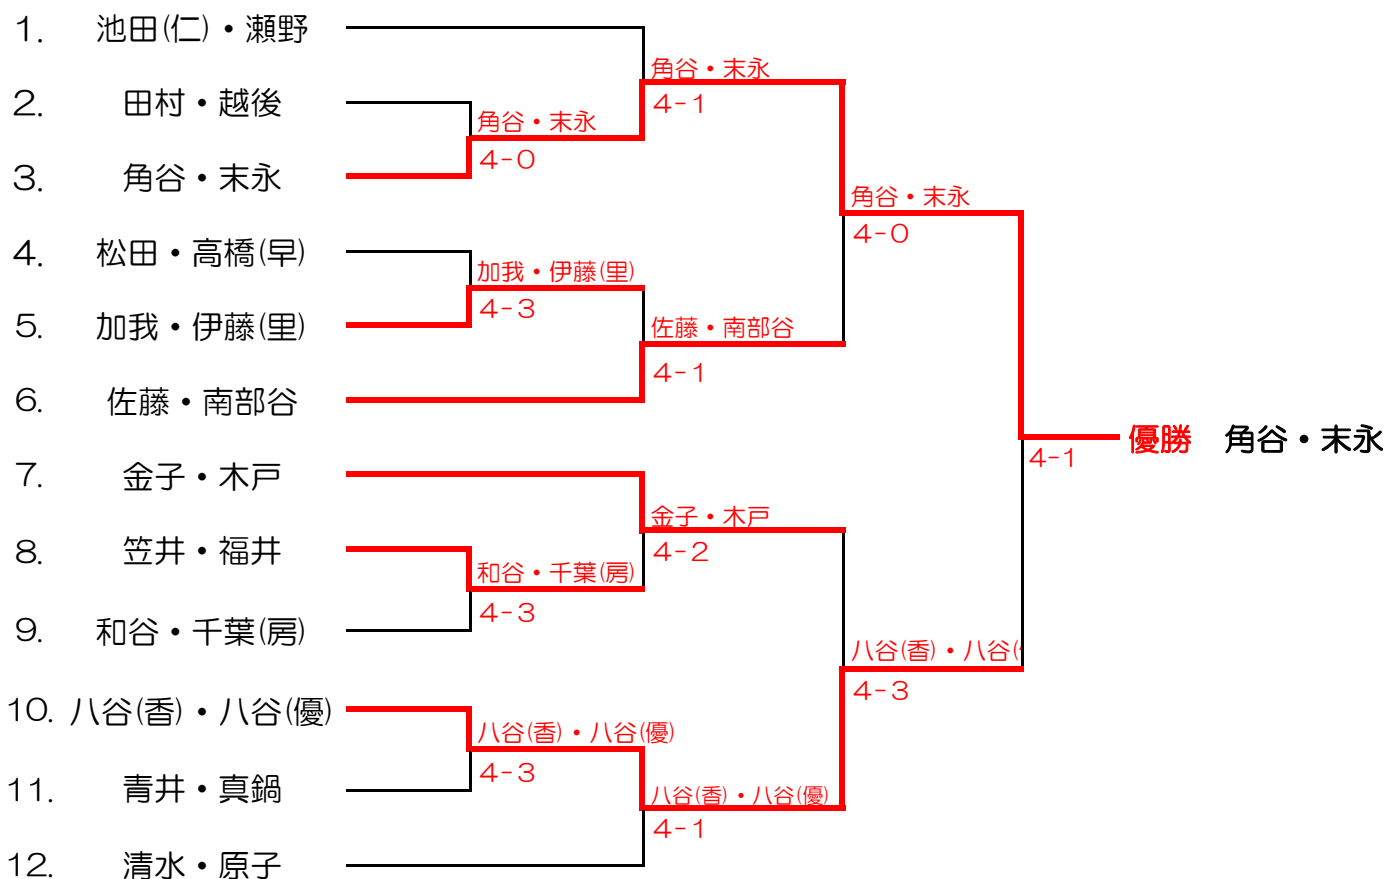 1. 池田(仁)・瀬野
角谷・末永
4-1
2. 田村・越後
角谷・末永
4-0
3. 角谷・末永
角谷・末永
4-0
4. 松田・高橋(早)
加我・伊藤(里)
4-3
5. 加我・伊藤(里)
佐藤・南部谷
4-1
6. 佐藤・南部谷
優勝 角谷・末永
4-1
7. 金子・木戸
金子・木戸
4-2
8. 笠井・福井
和谷・千葉(房)
4-3
9. 和谷・千葉(房)
八谷(香)・八谷(
4-3
10. 八谷(香)・八谷(優)
八谷(香)・八谷(優)
4-3
11. 青井・真鍋
八谷(香)・八谷(優)
4-1
12. 清水・原子